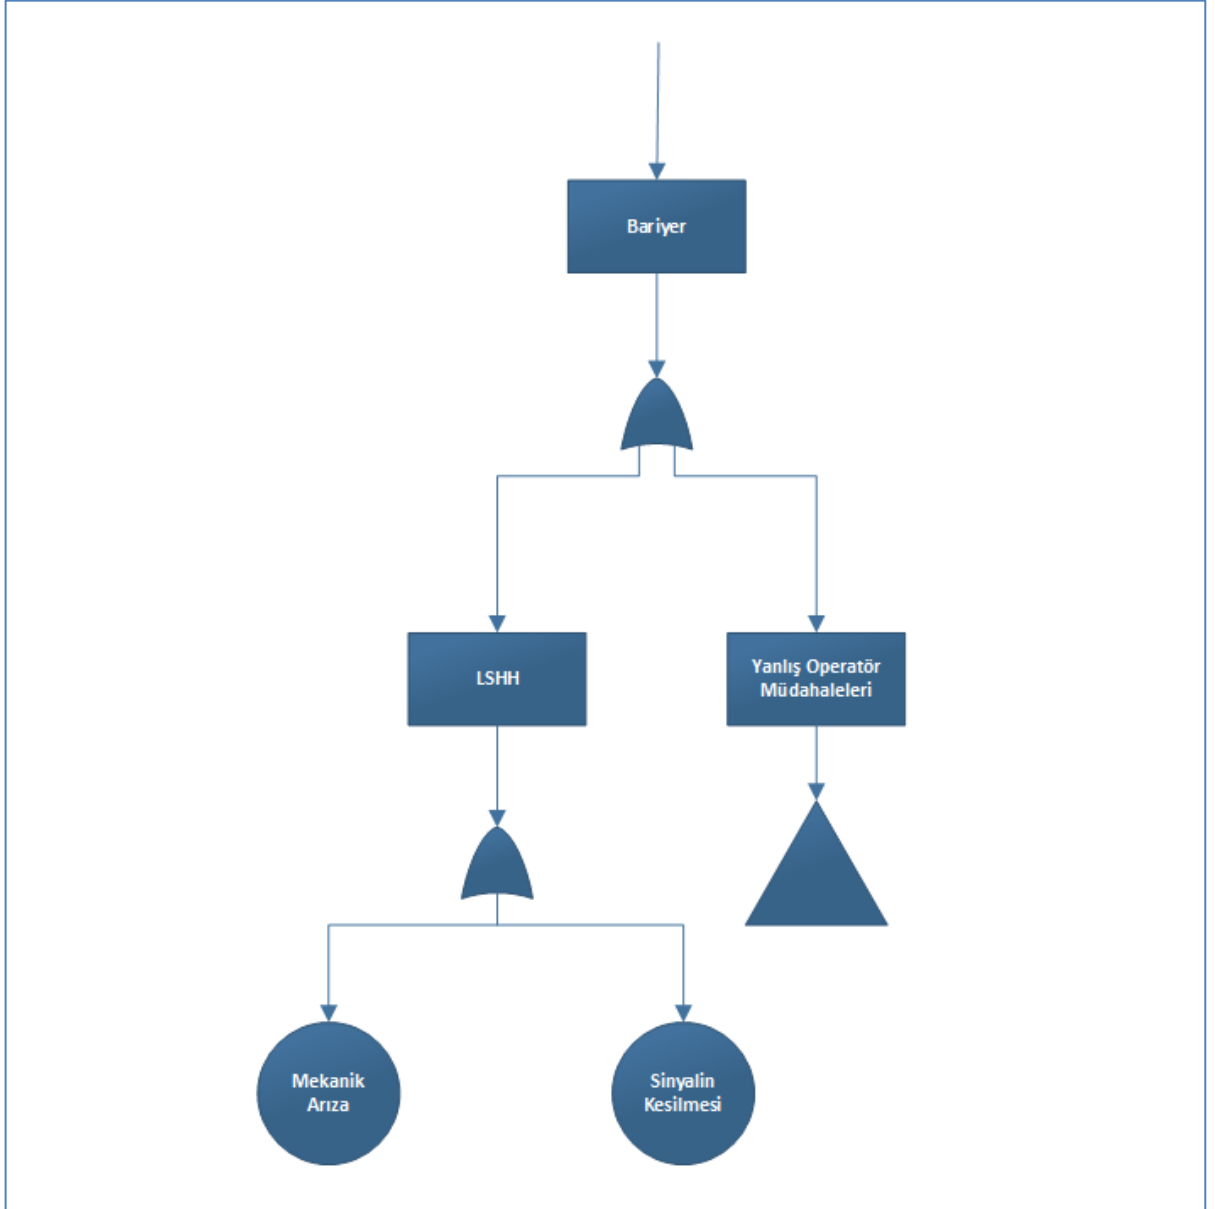 Bariyer
LSHH
Yanlış Operatör
Müdahaleleri
Mekanik
Arıza
Sinyalin
Kesilmesi